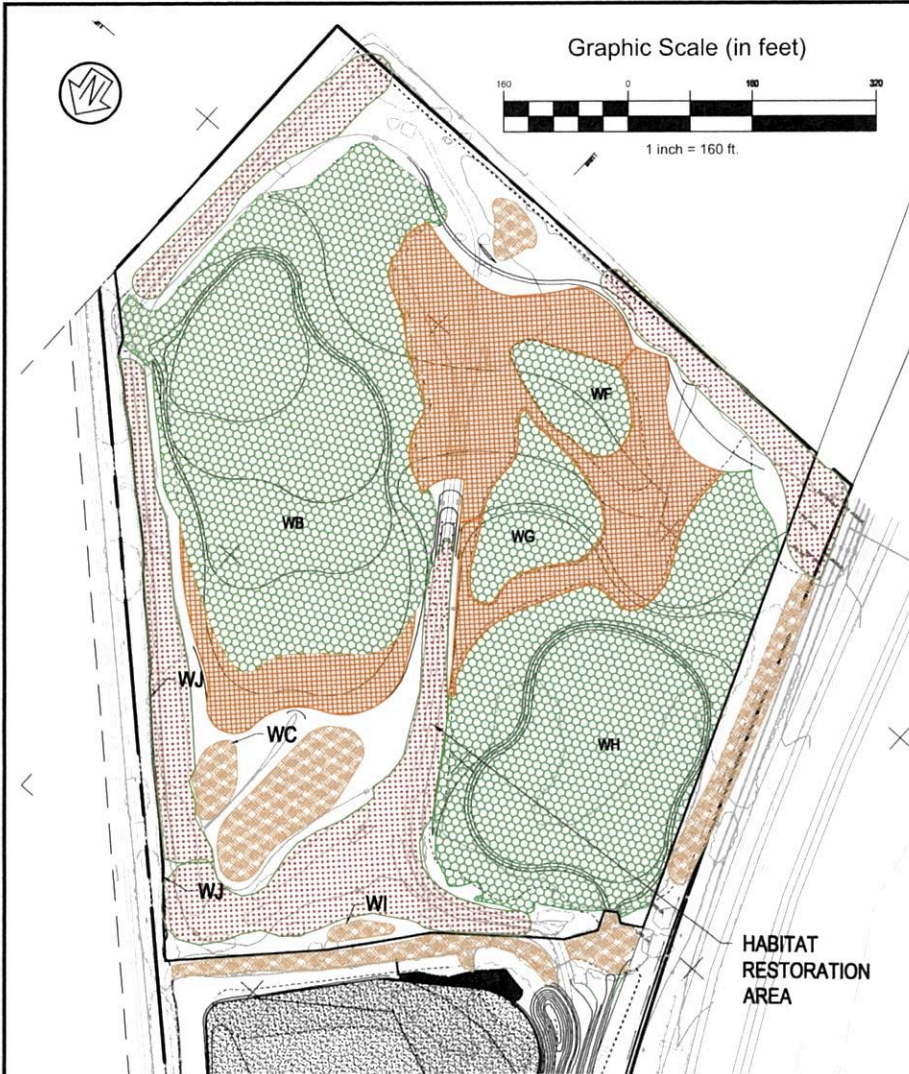 Graphic Scale (in feet)
160 0 160 320
1 inch = 160 ft.
N
WF
WB
WG
WJ
WC
WH
WJ
WI
HABITAT
RESTORATION
AREA